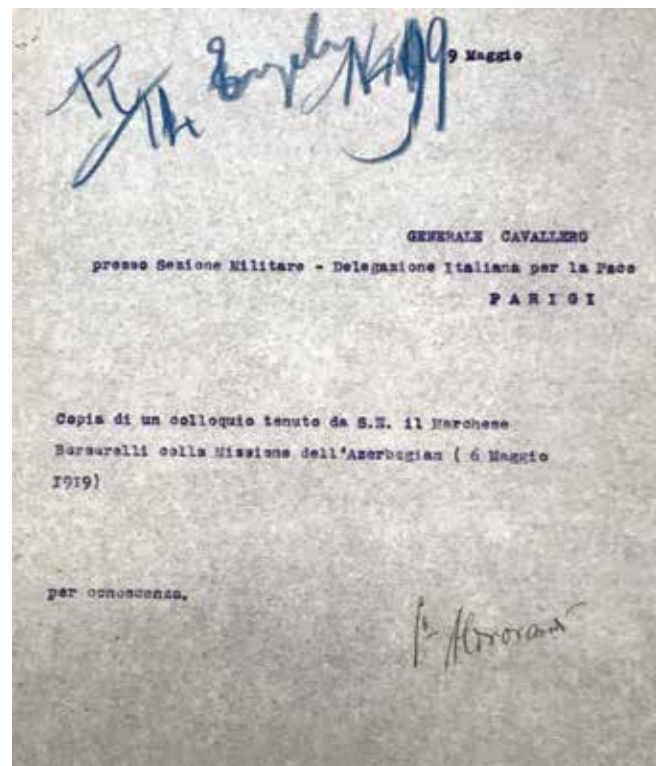 9 Maggio
GENERALE CAVALLERO
presso Sezione Militare - Delegazione Italiana per la Pace
PARIGI
Copia di un colloquio tenuto da S.E. il Marchese
Borsarelli colla Missione dell'Azerbegian ( 6 Maggio
1919)
per conoscenza.